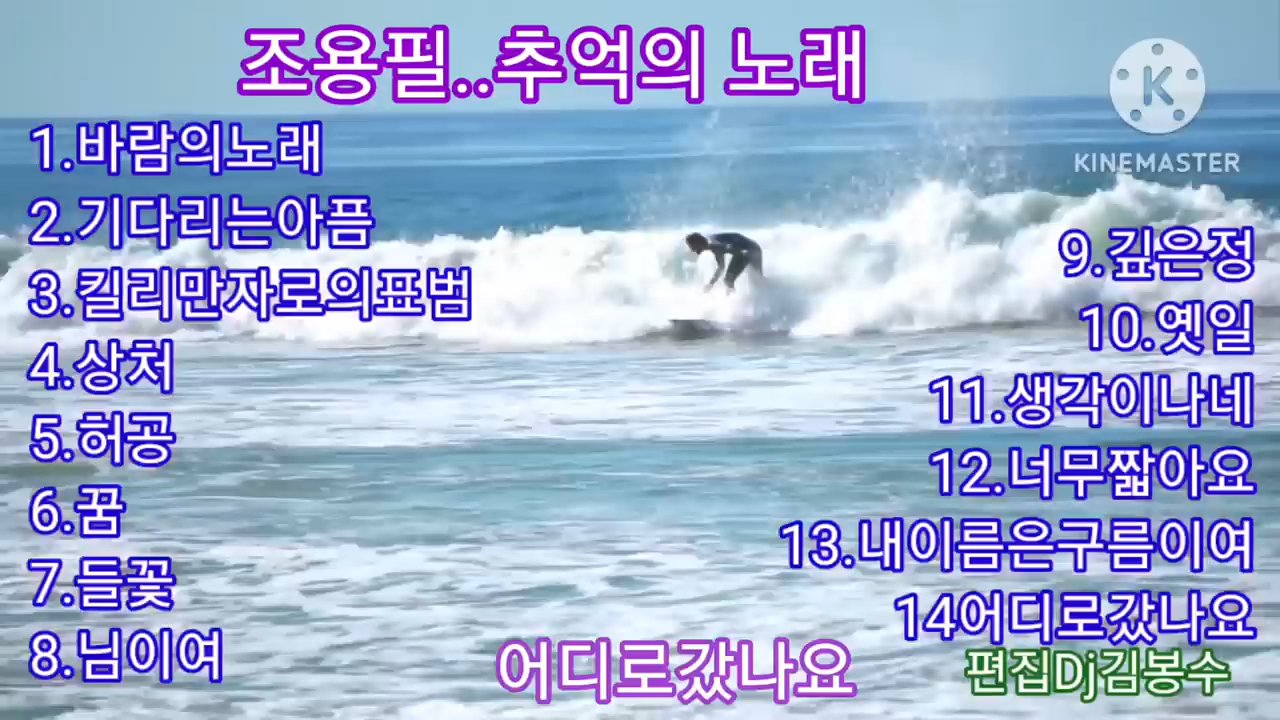 조용필..추억의 노래
KINEMASTER
1.바람의노래
2.기다리는아픔
3.킬리만자로의표범
4.상처
5.허공
6.꿈
7.들꽃
8.님이여
9.깊은정
10.옛일
11.생각이나네
12.너무짧아요
13.내이름은구름이여
14어디로갔나요
어디로갔나요
편집Dj김봉수